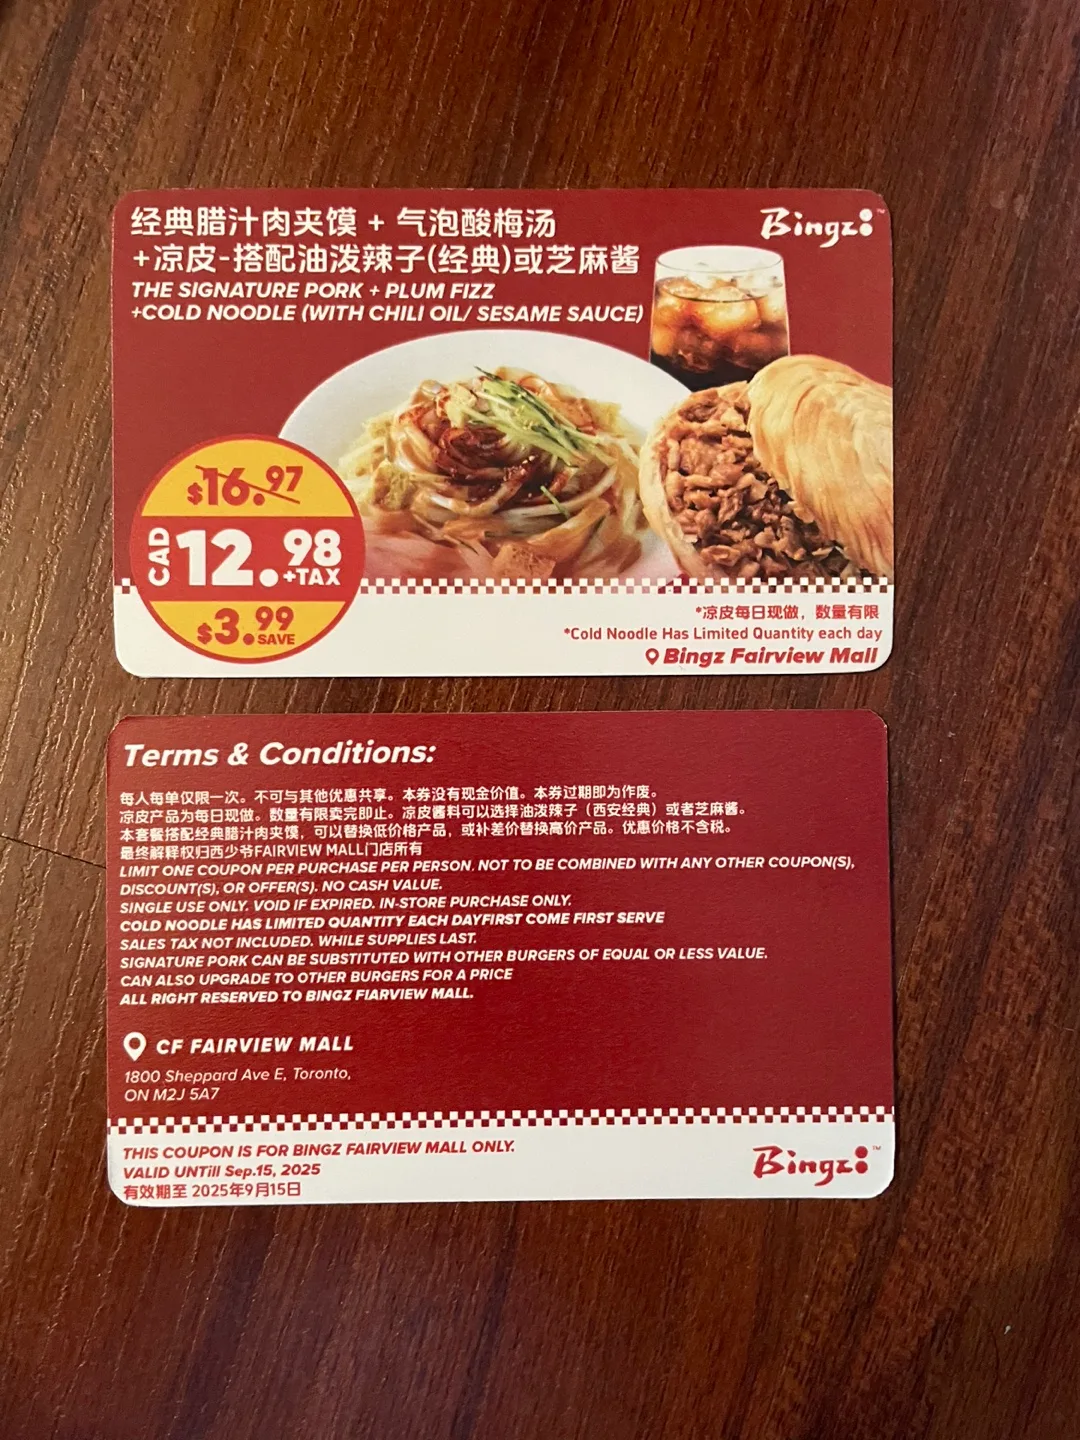 经典腊汁肉夹馍 + 气泡酸梅汤
+凉皮-搭配油泼辣子(经典)或芝麻酱
THE SIGNATURE PORK + PLUM FIZZ
+COLD NOODLE (WITH CHILI OIL/ SESAME SAUCE)
Bingz
$16.97
CAD 12.98 +TAX
$3.99 SAVE
*凉皮每日现做，数量有限
*Cold Noodle Has Limited Quantity each day
Bingz Fairview Mall
Terms & Conditions:
每人每单仅限一次。不可与其他优惠共享。本券没有现金价值。本券过期即为作废。
凉皮产品为每日现做。数量有限卖完即止。凉皮酱料可以选择油泼辣子（西安经典）或者芝麻酱。
本套餐搭配经典腊汁肉夹馍，可以替换低价格产品，或补差价替换高价产品。优惠价格不含税。
最终解释权归西少爷FAIRVIEW MALL门店所有
LIMIT ONE COUPON PER PURCHASE PER PERSON. NOT TO BE COMBINED WITH ANY OTHER COUPON(S),
DISCOUNT(S), OR OFFER(S). NO CASH VALUE.
SINGLE USE ONLY. VOID IF EXPIRED. IN-STORE PURCHASE ONLY.
COLD NOODLE HAS LIMITED QUANTITY EACH DAYFIRST COME FIRST SERVE
SALES TAX NOT INCLUDED. WHILE SUPPLIES LAST.
SIGNATURE PORK CAN BE SUBSTITUTED WITH OTHER BURGERS OF EQUAL OR LESS VALUE.
CAN ALSO UPGRADE TO OTHER BURGERS FOR A PRICE
ALL RIGHT RESERVED TO BINGZ FIARVIEW MALL.
CF FAIRVIEW MALL
1800 Sheppard Ave E, Toronto,
ON M2J 5A7
THIS COUPON IS FOR BINGZ FAIRVIEW MALL ONLY.
VALID UNTill Sep.15, 2025
有效期至 2025年9月15日
Bingz™